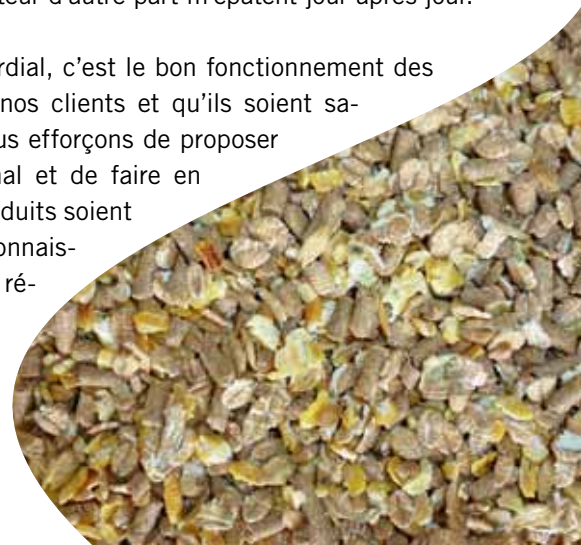 teur d'autre part m'épatent jour après jour.
rdial, c'est le bon fonctionnement des
nos clients et qu'ils soient sa-
us efforçons de proposer
al et de faire en
duits soient
onnais-
ré-